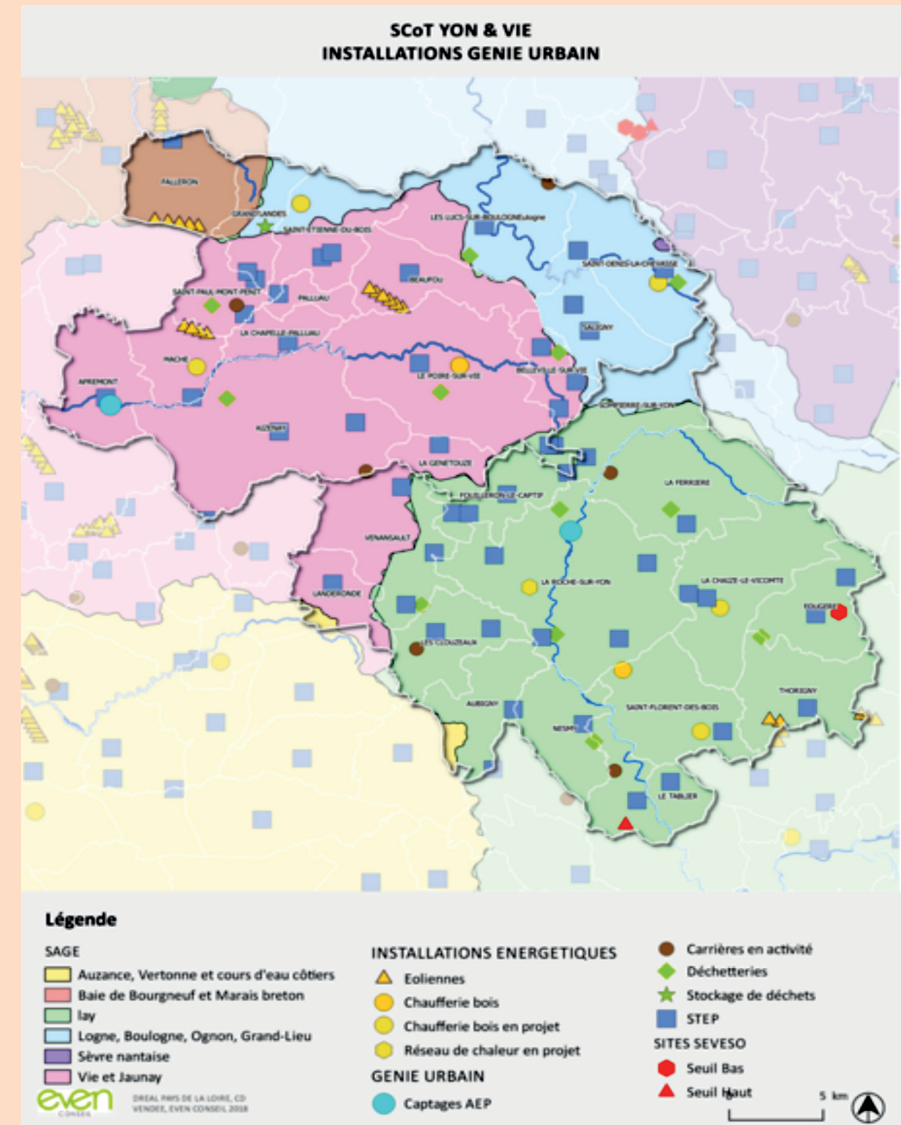 SCoT YON & VIE
INSTALLATIONS GENIE URBAIN
FALLERON
GRAND'LANDES
SAINT-ETIENNE-DU-BOIS
LES LUCS-SUR-BOULOGNE
SAINT-DENIS-LA-CHEVASSE
SAINT-PAUL-MONT-PENIT
PALLUAU
BEAUFOU
LA CHAPELLE-PALLUAU
SALIGNY
MACHE
LE POIRE-SUR-VIE
BELLEVILLE-SUR-VIE
APREMONT
DOMPIERRE-SUR-YON
AIZENAY
LA GENETOUZE
LA FERRIERE
MOUILLERON-LE-CAPTIF
VENANSAULT
LA ROCHE-SUR-YON
LA CHAIZE-LE-VICOMTE
LANDERONDE
FOUGERE
LES CLOUZEAUX
THORIGNY
AUBIGNY
SAINT-FLORENT-DES-BOIS
NESMY
LE TABLIER
Légende
SAGE
Auzance, Vertonne et cours d'eau côtiers
Baie de Bourgneuf et Marais breton
lay
Logne, Boulogne, Ognon, Grand-Lieu
Sèvre nantaise
Vie et Jaunay
even
CONSEIL
DREAL PAYS DE LA LOIRE, CD
VENDEE, EVEN CONSEIL 2018
INSTALLATIONS ENERGETIQUES
Eoliennes
Chaufferie bois
Chaufferie bois en projet
Réseau de chaleur en projet
GENIE URBAIN
Captages AEP
Carrières en activité
Déchetteries
Stockage de déchets
STEP
SITES SEVESO
Seuil Bas
Seuil Haut
5 km